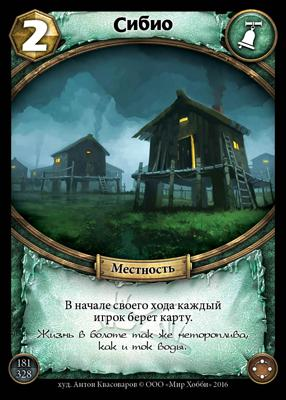 2
Сибио
Местность
В начале своего хода каждый
игрок берет карту.
Жизнь в болоте так же нетороплива,
как и ток воды.
181
328
худ. Антон Квасоваров © ООО «Мир Хобби» 2016